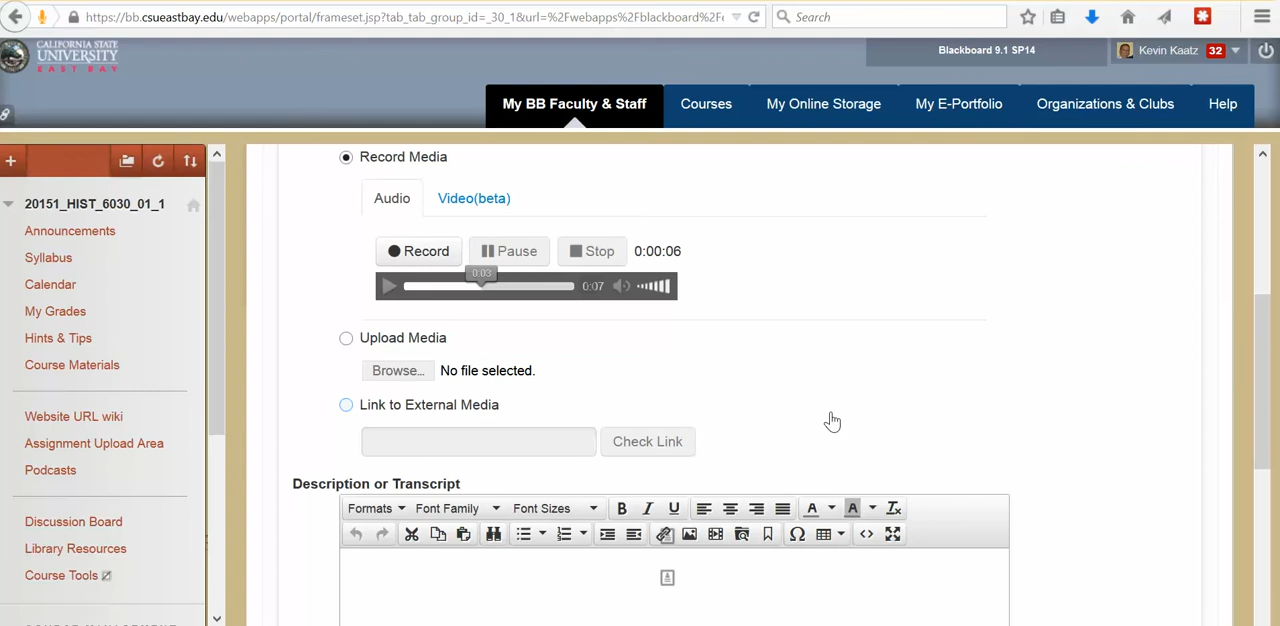 https://bb.csueastbay.edu/webapps/portal/frameset.jsp?tab_tab_group_id=_30_1&url=%2Fwebapps%2Fblackboard%2Fe
Search
CALIFORNIA STATE
UNIVERSITY
EAST BAY
Blackboard 9.1 SP14
Kevin Kaatz 32
My BB Faculty & Staff
Courses
My Online Storage
My E-Portfolio
Organizations & Clubs
Help
20151_HIST_6030_01_1
Announcements
Syllabus
Calendar
My Grades
Hints & Tips
Course Materials
Website URL wiki
Assignment Upload Area
Podcasts
Discussion Board
Library Resources
Course Tools
Record Media
Audio
Video(beta)
Record
Pause
Stop
0:00:06
0:03
0:07
Upload Media
Browse... No file selected.
Link to External Media
Check Link
Description or Transcript
Formats
Font Family
Font Sizes
B I U A A Tx